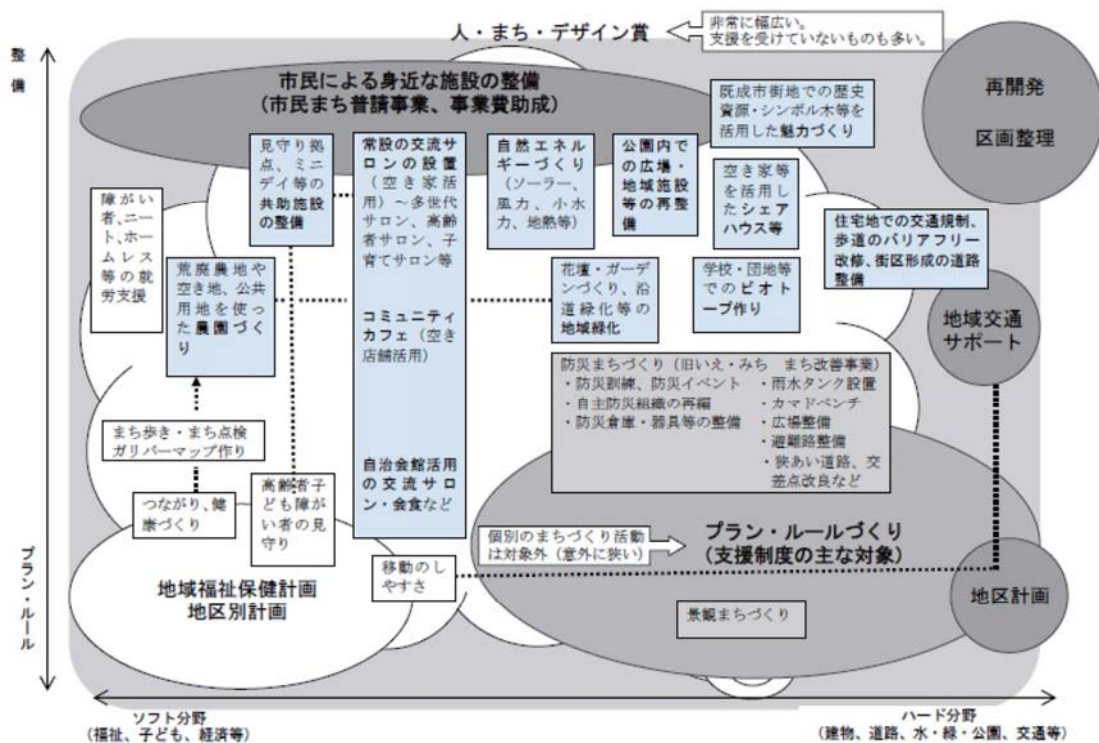 人・まち・デザイン賞
非常に幅広い。
支援を受けていないものも多い。
整備
市民による身近な施設の整備
(市民まち普請事業、事業費助成)
再開発
区画整理
既成市街地での歴史
資源・シンボル木等を
活用した魅力づくり
見守り拠
点、ミニ
デイ等の
共助施設
の整備
常設の交流サ
ロンの設置
(空き家活
用)~多世代
サロン、高齢
者サロン、子
育てサロン等
コミュニティ
カフェ(空き
店舗活用)
自治会館活用
の交流サロ
ン・会食など
自然エネル
ギーづくり
(ソーラー、
風力、小水
力、地熱等)
公園内で
の広場・
地域施設
等の再整
備
空き家等
を活用し
たシェア
ハウス等
住宅地での交通規制、
歩道のバリアフリー
改修、街区形成の道路
整備
障がい
者、ニー
ト、ホー
ムレス
等の就
労支援
荒廃農地や
空き地、公共
用地を使っ
た農園づく
り
花壇・ガーデ
ンづくり、沿
道緑化等の
地域緑化
学校・団地等
でのビオト
ープ作り
地域交通
サポート
防災まちづくり(旧いえ・みち まち改善事業)
・防災訓練、防災イベント
・自主防災組織の再編
・防災倉庫・器具等の整備
・雨水タンク設置
・カマドベンチ
・広場整備
・避難路整備
・狭あい道路、交
差点改良など
まち歩き・まち点検
ガリバーマップ作り
つながり、健
康づくり
高齢者子
ども障が
い者の見
守り
個別のまちづくり活動
は対象外(意外に狭い)
プラン・ルールづくり
(支援制度の主な対象)
移動のし
やすさ
地域福祉保健計画
地区別計画
地区計画
景観まちづくり
プラン・ルール
ソフト分野
(福祉、子ども、経済等)
ハード分野
(建物、道路、水・緑・公園、交通等)